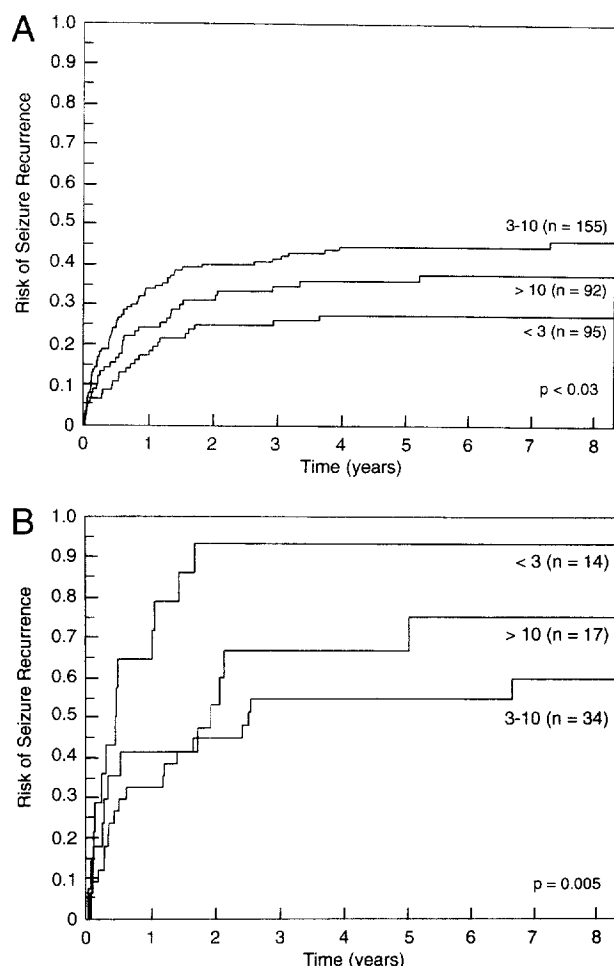 A
Risk of Seizure Recurrence
1.0
0.9
0.8
0.7
0.6
0.5
0.4
0.3
0.2
0.1
0
3-10 (n = 155)
> 10 (n = 92)
< 3 (n = 95)
p < 0.03
0 1 2 3 4 5 6 7 8
Time (years)
B
Risk of Seizure Recurrence
1.0
0.9
0.8
0.7
0.6
0.5
0.4
0.3
0.2
0.1
0
< 3 (n = 14)
> 10 (n = 17)
3-10 (n = 34)
p = 0.005
0 1 2 3 4 5 6 7 8
Time (years)